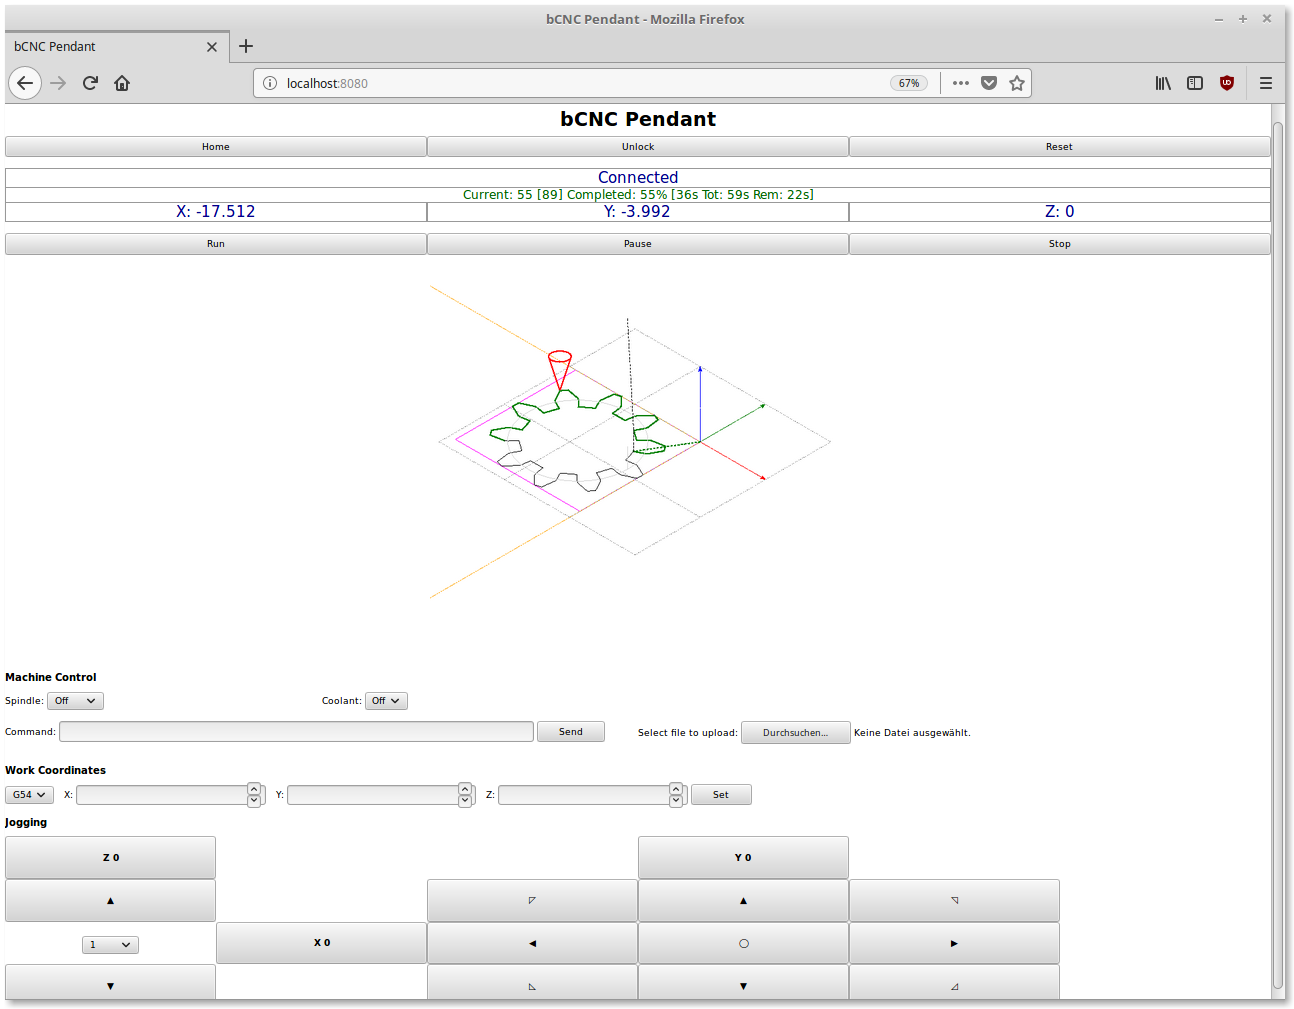 bCNC Pendant - Mozilla Firefox
bCNC Pendant
localhost:8080 67%
bCNC Pendant
Home Unlock Reset
Connected
Current: 55 [89] Completed: 55% [36s Tot: 59s Rem: 22s]
X: -17.512 Y: -3.992 Z: 0
Run Pause Stop
Machine Control
Spindle: Off Coolant: Off
Command: Send Select file to upload: Durchsuchen... Keine Datei ausgewählt.
Work Coordinates
G54 X: Y: Z: Set
Jogging
Z 0 Y 0
▲ ◸ ▲ ◹
1 X 0 ◀ ○ ▶
▼ ◺ ▼ ◿